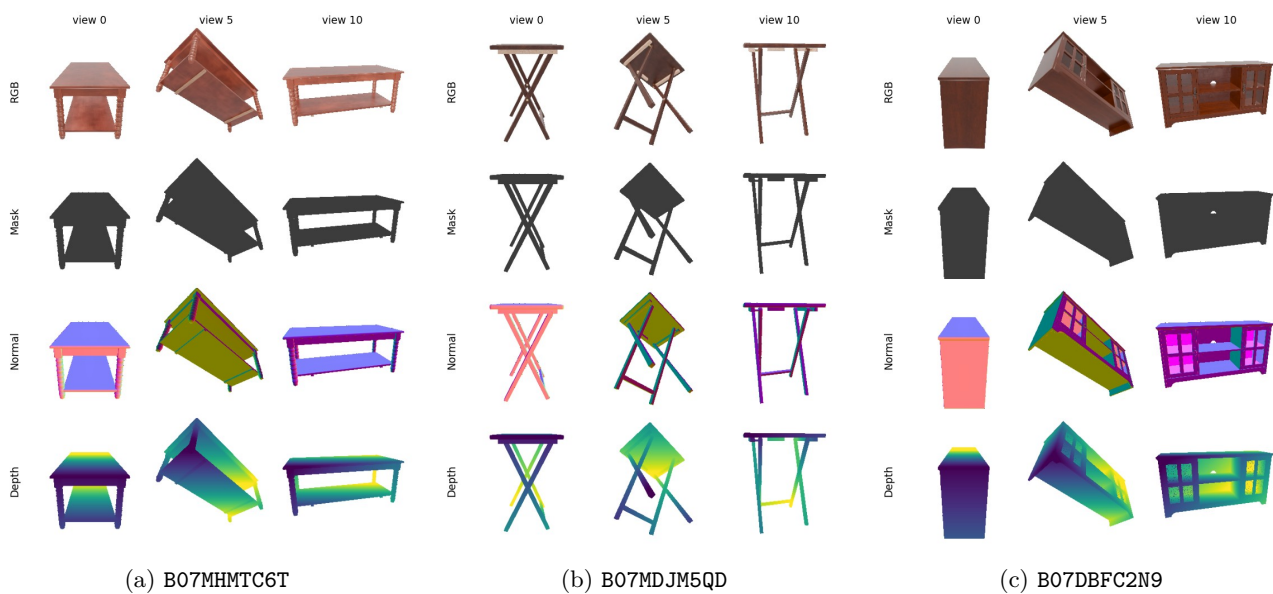 view 0 view 5 view 10 view 0 view 5 view 10 view 0 view 5 view 10
RGB RGB RGB
Mask Mask Mask
Normal Normal Normal
Depth Depth Depth
(a) B07MHMTC6T (b) B07MDJM5QD (c) B07DBFC2N9